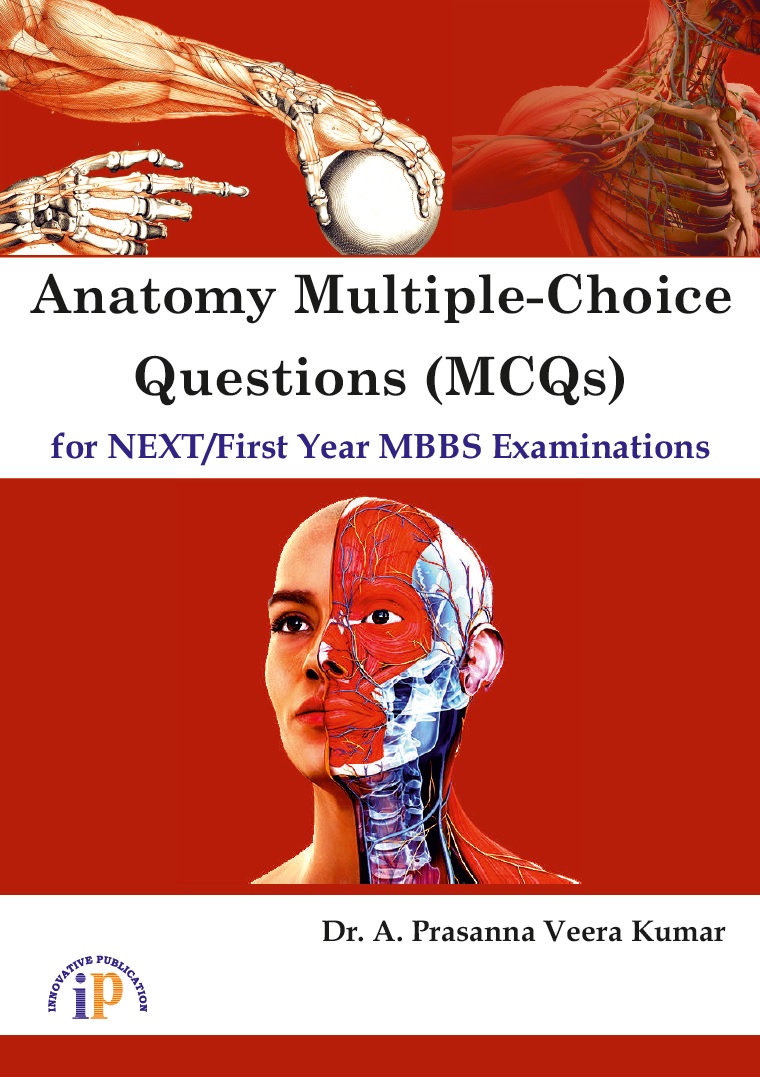 Anatomy Multiple-Choice
Questions (MCQs)
for NEXT/First Year MBBS Examinations
Dr. A. Prasanna Veera Kumar
INNOVATIVE PUBLICATION
iP